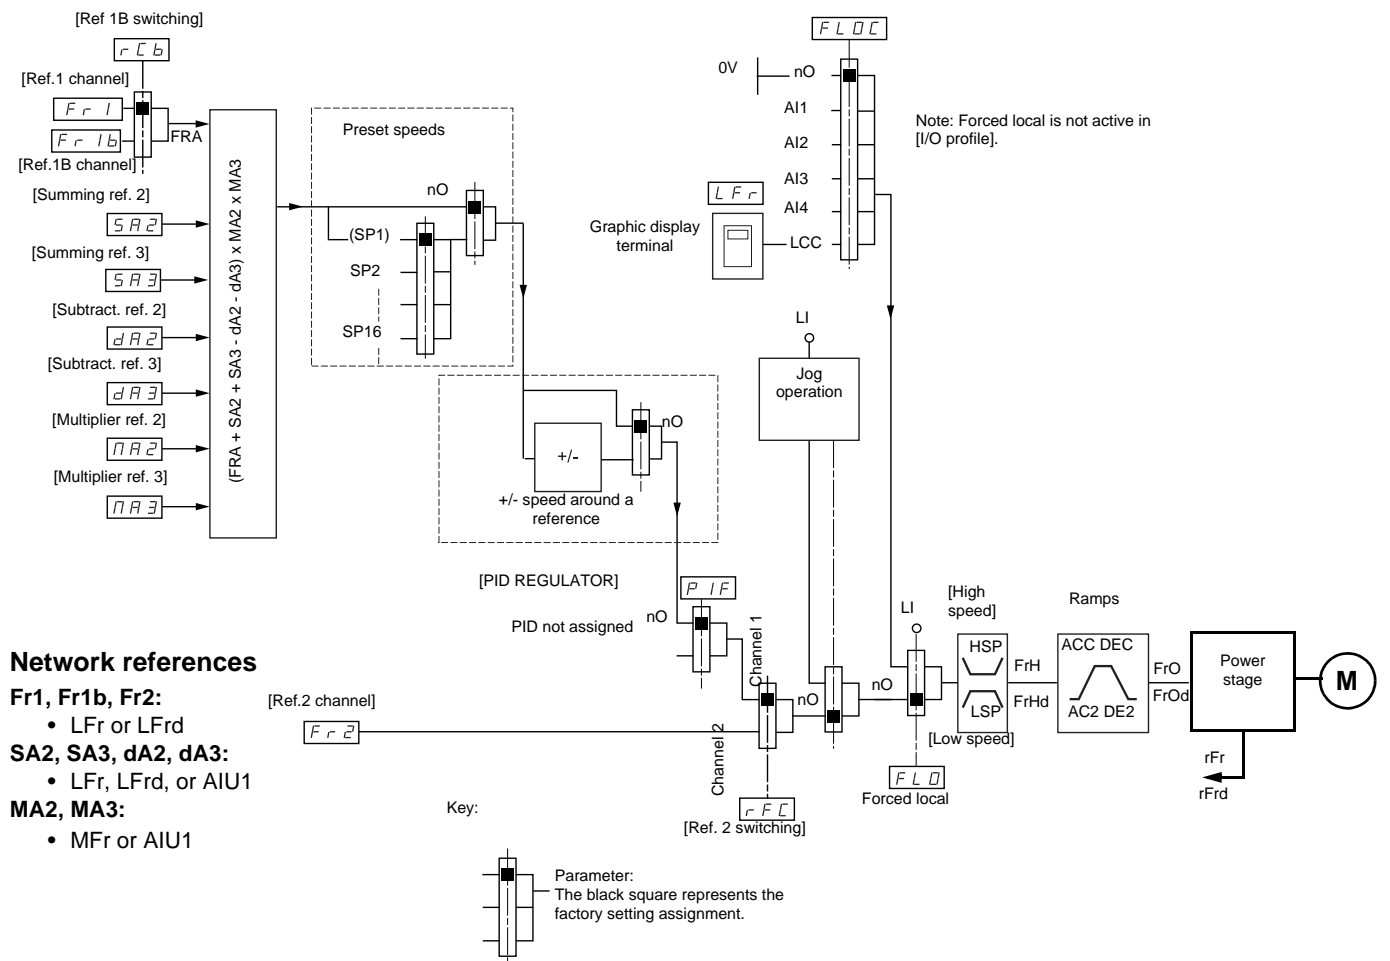 [Ref 1B switching]
rCb
[Ref.1 channel]
Fr1
Fr1b
FRA
[Ref.1B channel]
[Summing ref. 2]
SA2
[Summing ref. 3]
SA3
[Subtract. ref. 2]
dA2
[Subtract. ref. 3]
dA3
[Multiplier ref. 2]
MA2
[Multiplier ref. 3]
MA3
(FRA + SA2 + SA3 - dA2 - dA3) x MA2 x MA3
Preset speeds
nO
(SP1)
SP2
SP16
nO
+/-
+/- speed around a
reference
[PID REGULATOR]
PIF
nO
PID not assigned
Channel 1
Channel 2
[Ref.2 channel]
Fr2
rFC
[Ref. 2 switching]
FLOC
0V
nO
AI1
AI2
AI3
AI4
LCC
LFr
Graphic display
terminal
Note: Forced local is not active in
[I/O profile].
LI
Jog
operation
nO
nO
LI
FLO
Forced local
[High
speed]
HSP
LSP
[Low speed]
FrH
FrHd
Ramps
ACC DEC
AC2 DE2
FrO
FrOd
Power
stage
M
rFr
rFrd
Network references
Fr1, Fr1b, Fr2:
• LFr or LFrd
SA2, SA3, dA2, dA3:
• LFr, LFrd, or AIU1
MA2, MA3:
• MFr or AIU1
Key:
Parameter:
The black square represents the
factory setting assignment.